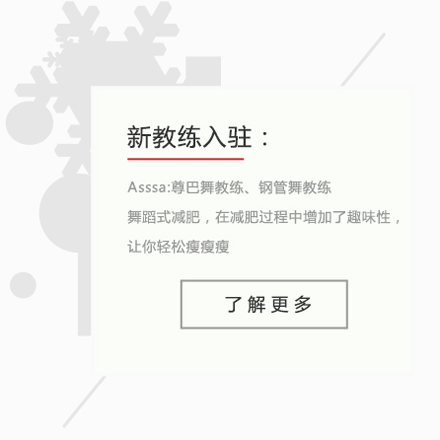 新教练入驻：
Asssa:尊巴舞教练、钢管舞教练
舞蹈式减肥，在减肥过程中增加了趣味性，
让你轻松瘦瘦瘦
了解更多